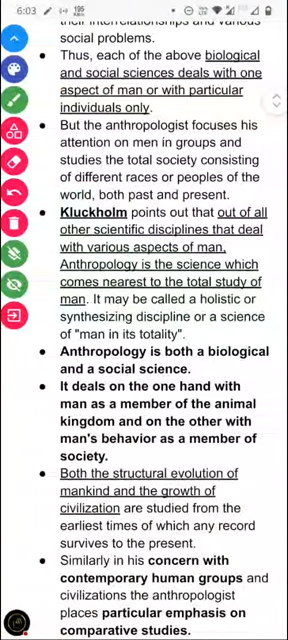 6:03
195
their interrelationships and various
social problems.
● Thus, each of the above biological
and social sciences deals with one
aspect of man or with particular
individuals only.
● But the anthropologist focuses his
attention on men in groups and
studies the total society consisting
of different races or peoples of the
world, both past and present.
● Kluckholm points out that out of all
other scientific disciplines that deal
with various aspects of man,
Anthropology is the science which
comes nearest to the total study of
man. It may be called a holistic or
synthesizing discipline or a science
of "man in its totality".
● Anthropology is both a biological
and a social science.
● It deals on the one hand with
man as a member of the animal
kingdom and on the other with
man's behavior as a member of
society.
● Both the structural evolution of
mankind and the growth of
civilization are studied from the
earliest times of which any record
survives to the present.
● Similarly in his concern with
contemporary human groups and
civilizations the anthropologist
places particular emphasis on
comparative studies.